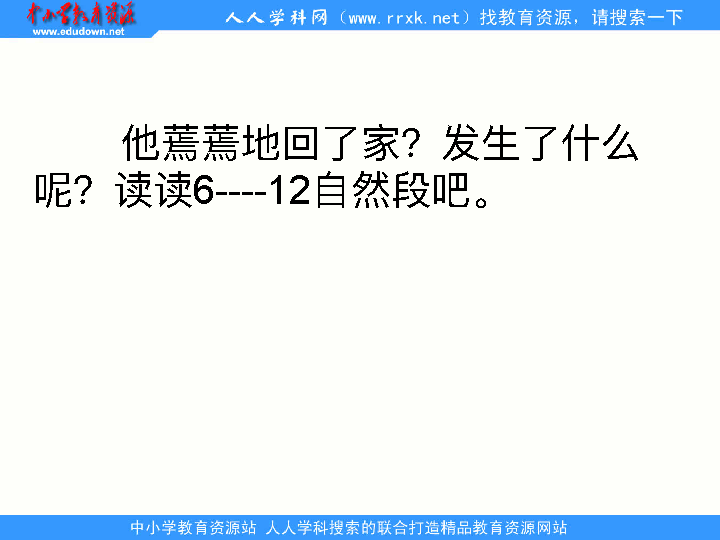 中小学教育资源
www.edudown.net
人人学科网（www.rrxk.net）找教育资源，请搜索一下
他蔫蔫地回了家？发生了什么
呢？读读6----12自然段吧。
中小学教育资源站 人人学科搜索的联合打造精品教育资源网站